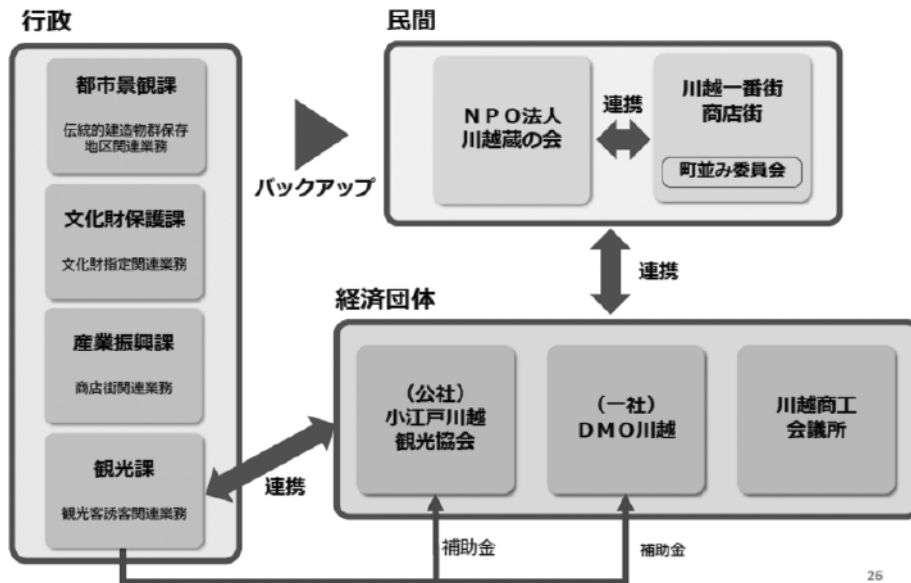 行政
都市景観課
伝統的建造物群保存
地区関連業務
文化財保護課
文化財指定関連業務
産業振興課
商店街関連業務
観光課
観光客誘客関連業務
バックアップ
民間
NPO法人
川越蔵の会
連携
川越一番街
商店街
町並み委員会
連携
経済団体
(公社)
小江戸川越
観光協会
(一社)
DMO川越
川越商工
会議所
連携
補助金
補助金
26